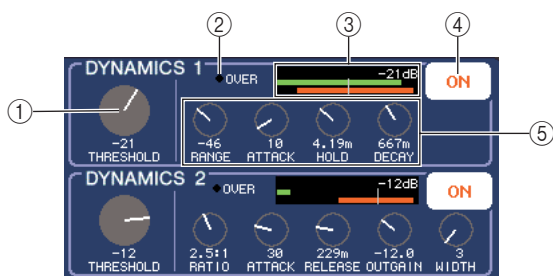 ② ③ ④
DYNAMICS 1
OVER
-21dB
ON
①
⑤
-21
THRESHOLD
-46 10 4.19m 667m
RANGE ATTACK HOLD DECAY
DYNAMICS 2
OVER
-12dB
ON
-12
THRESHOLD
2.5:1 30 229m -12.0 3
RATIO ATTACK RELEASE OUTGAIN WIDTH